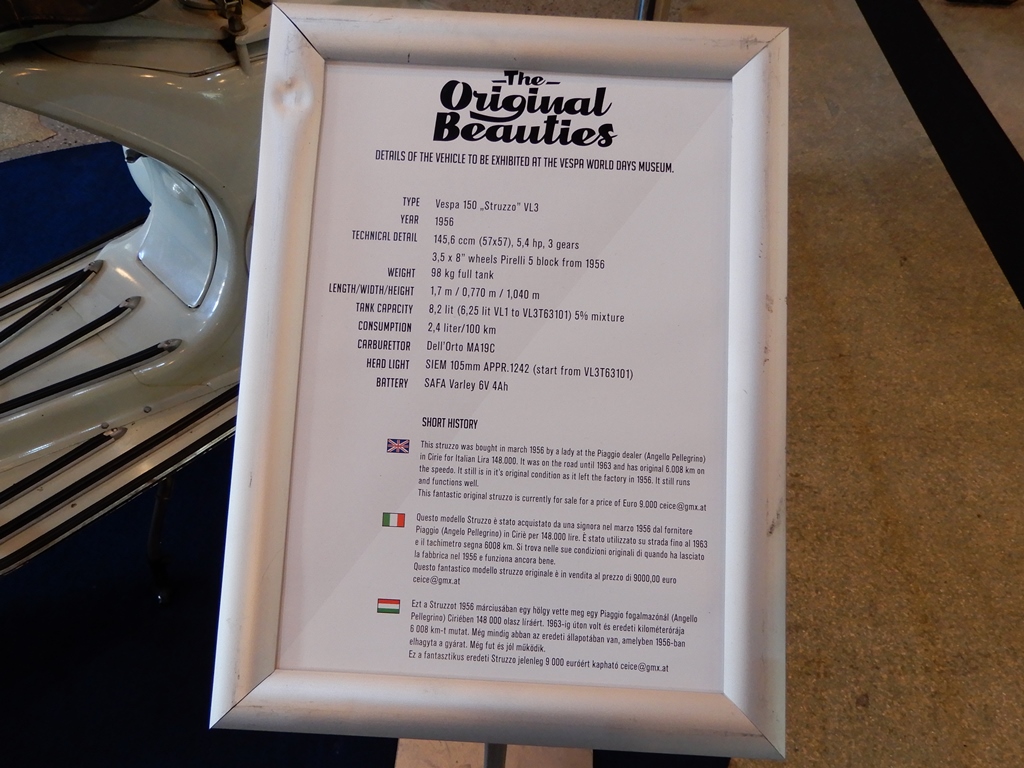 The
Original
Beauties
DETAILS OF THE VEHICLE TO BE EXHIBITED AT THE VESPA WORLD DAYS MUSEUM.
TYPE Vespa 150 „Struzzo” VL3
YEAR 1956
TECHNICAL DETAIL 145,6 ccm (57x57), 5,4 hp, 3 gears
3,5 x 8” wheels Pirelli 5 block from 1956
WEIGHT 98 kg full tank
LENGTH/WIDTH/HEIGHT 1,7 m / 0,770 m / 1,040 m
TANK CAPACITY 8,2 lit (6,25 lit VL1 to VL3T63101) 5% mixture
CONSUMPTION 2,4 liter/100 km
CARBURETTOR Dell'Orto MA19C
HEAD LIGHT SIEM 105mm APPR.1242 (start from VL3T63101)
BATTERY SAFA Varley 6V 4Ah
SHORT HISTORY
This struzzo was bought in march 1956 by a lady at the Piaggio dealer (Angello Pellegrino)
in Cirie for Italian Lira 148.000. It was on the road until 1963 and has original 6.008 km on
the speedo. It still is in it's original condition as it left the factory in 1956. It still runs
and functions well.
This fantastic original struzzo is currently for sale for a price of Euro 9.000 ceice@gmx.at
Questo modello Struzzo è stato acquistato da una signora nel marzo 1956 dal fornitore
Piaggio (Angelo Pellegrino) in Cirié per 148.000 lire. È stato utilizzato su strada fino al 1963
e il tachimetro segna 6008 km. Si trova nelle sue condizioni originali di quando ha lasciato
la fabbrica nel 1956 e funziona ancora bene.
Questo fantastico modello struzzo originale è in vendita al prezzo di 9000,00 euro
ceice@gmx.at
Ezt a Struzzot 1956 márciusában egy hölgy vette meg egy Piaggio fogalmazónál (Angello
Pellegrino) Ciriében 148 000 olasz líráért. 1963-ig úton volt és eredeti kilométerórája
6 008 km-t mutat. Még mindig abban az eredeti állapotában van, amelyben 1956-ban
elhagyta a gyárat. Még fut és jól működik.
Ez a fantasztikus eredeti Struzzo jelenleg 9 000 euróért kapható ceice@gmx.at